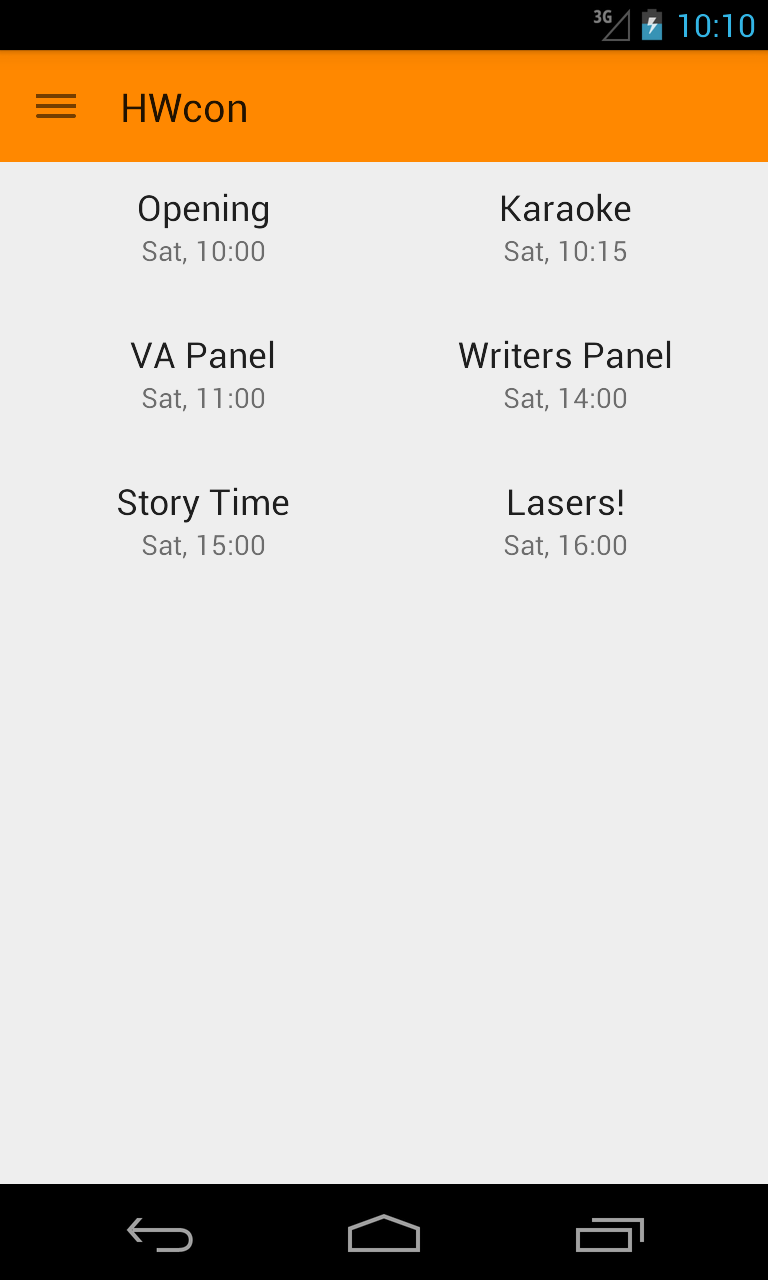 3G 10:10
HWcon
Opening Karaoke
Sat, 10:00 Sat, 10:15
VA Panel Writers Panel
Sat, 11:00 Sat, 14:00
Story Time Lasers!
Sat, 15:00 Sat, 16:00